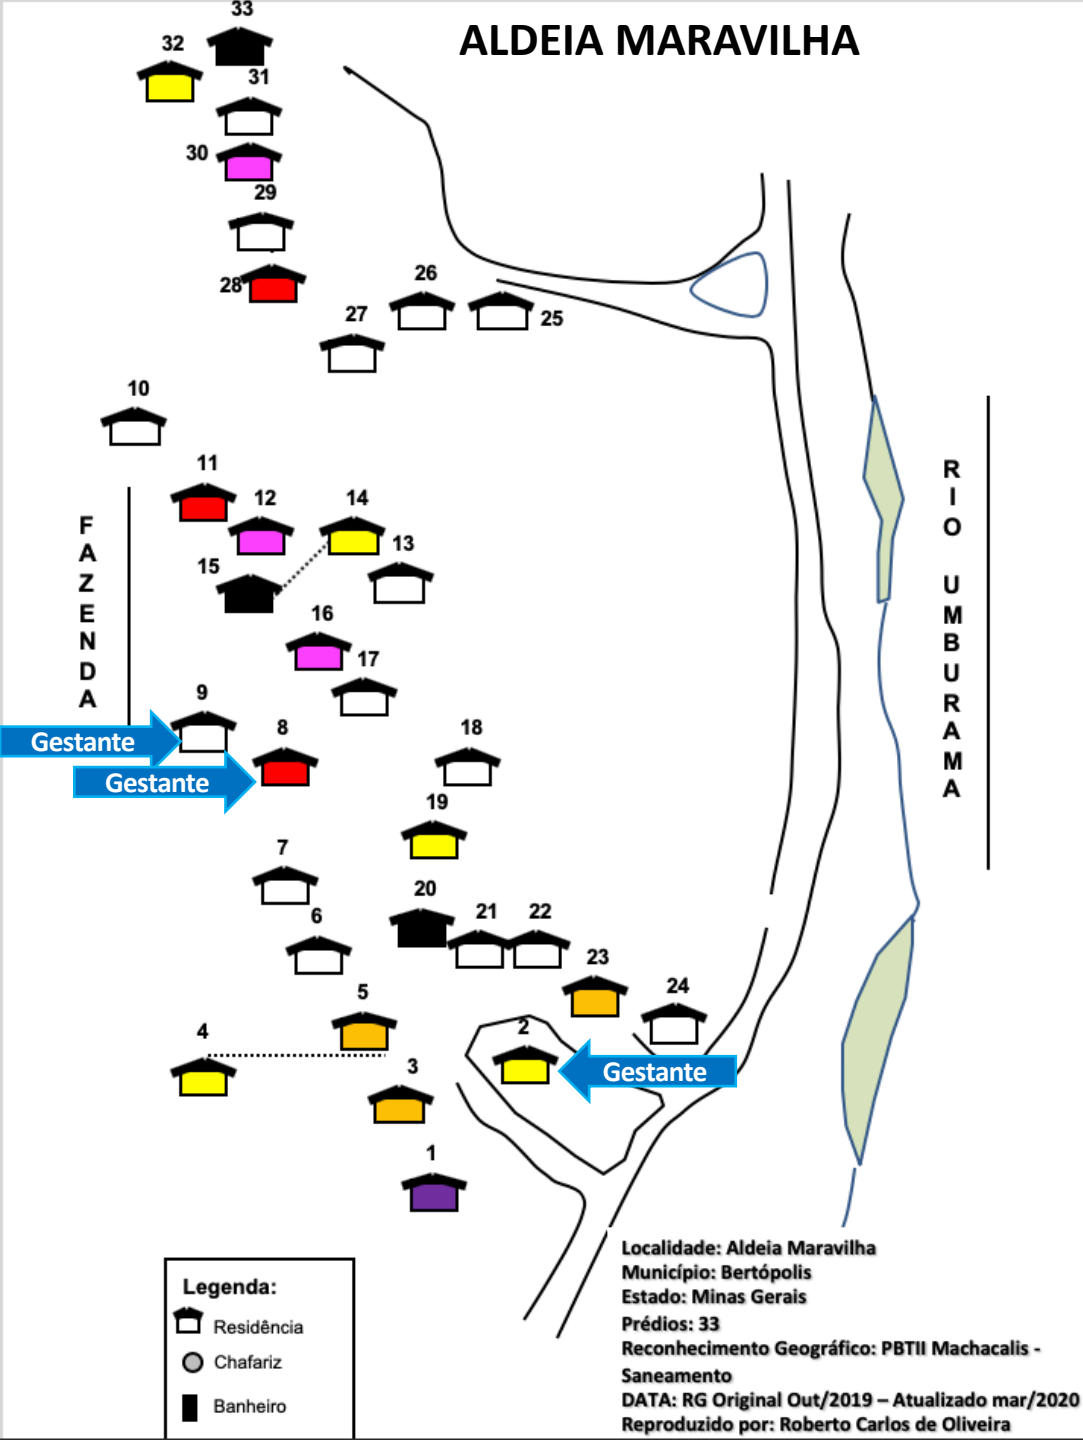 ALDEIA MARAVILHA
33
32
31
30
29
28
26
25
27
10
11
12
14
13
15
16
17
9
8
18
19
7
20
21
22
6
23
24
5
2
4
3
1
FAZENDA
RIO UMBURAMA
Gestante
Gestante
Gestante
Legenda:
Residência
Chafariz
Banheiro
Localidade: Aldeia Maravilha
Município: Bertópolis
Estado: Minas Gerais
Prédios: 33
Reconhecimento Geográfico: PBTII Machacalis -
Saneamento
DATA: RG Original Out/2019 – Atualizado mar/2020
Reproduzido por: Roberto Carlos de Oliveira